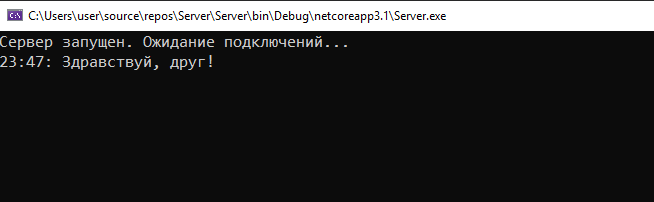 C:\Users\user\source\repos\Server\Server\bin\Debug\netcoreapp3.1\Server.exe
Сервер запущен. Ожидание подключений...
23:47: Здравствуй, друг!